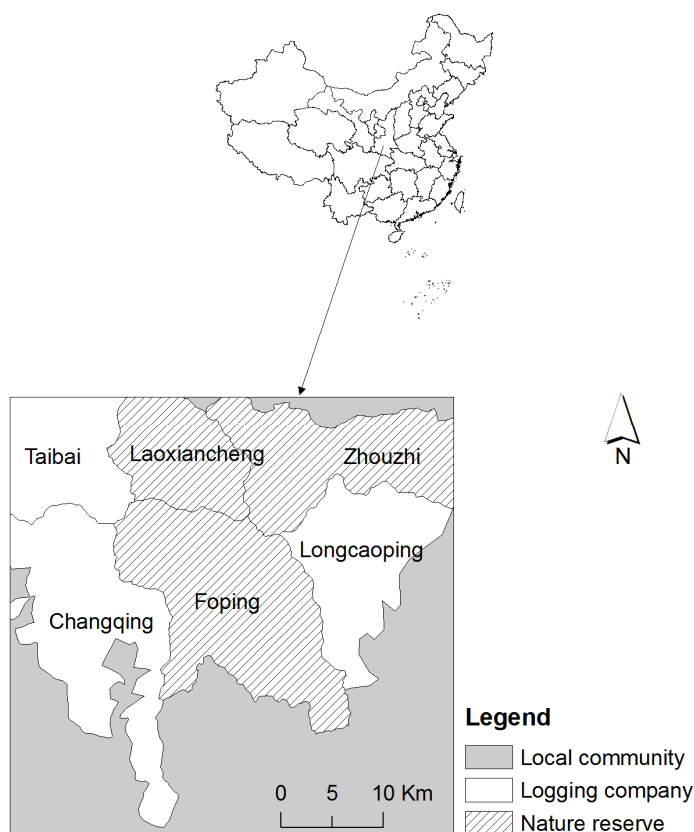 N
Taibai
Laoxiancheng
Zhouzhi
Longcaoping
Foping
Changqing
Legend
Local community
Logging company
Nature reserve
0 5 10 Km